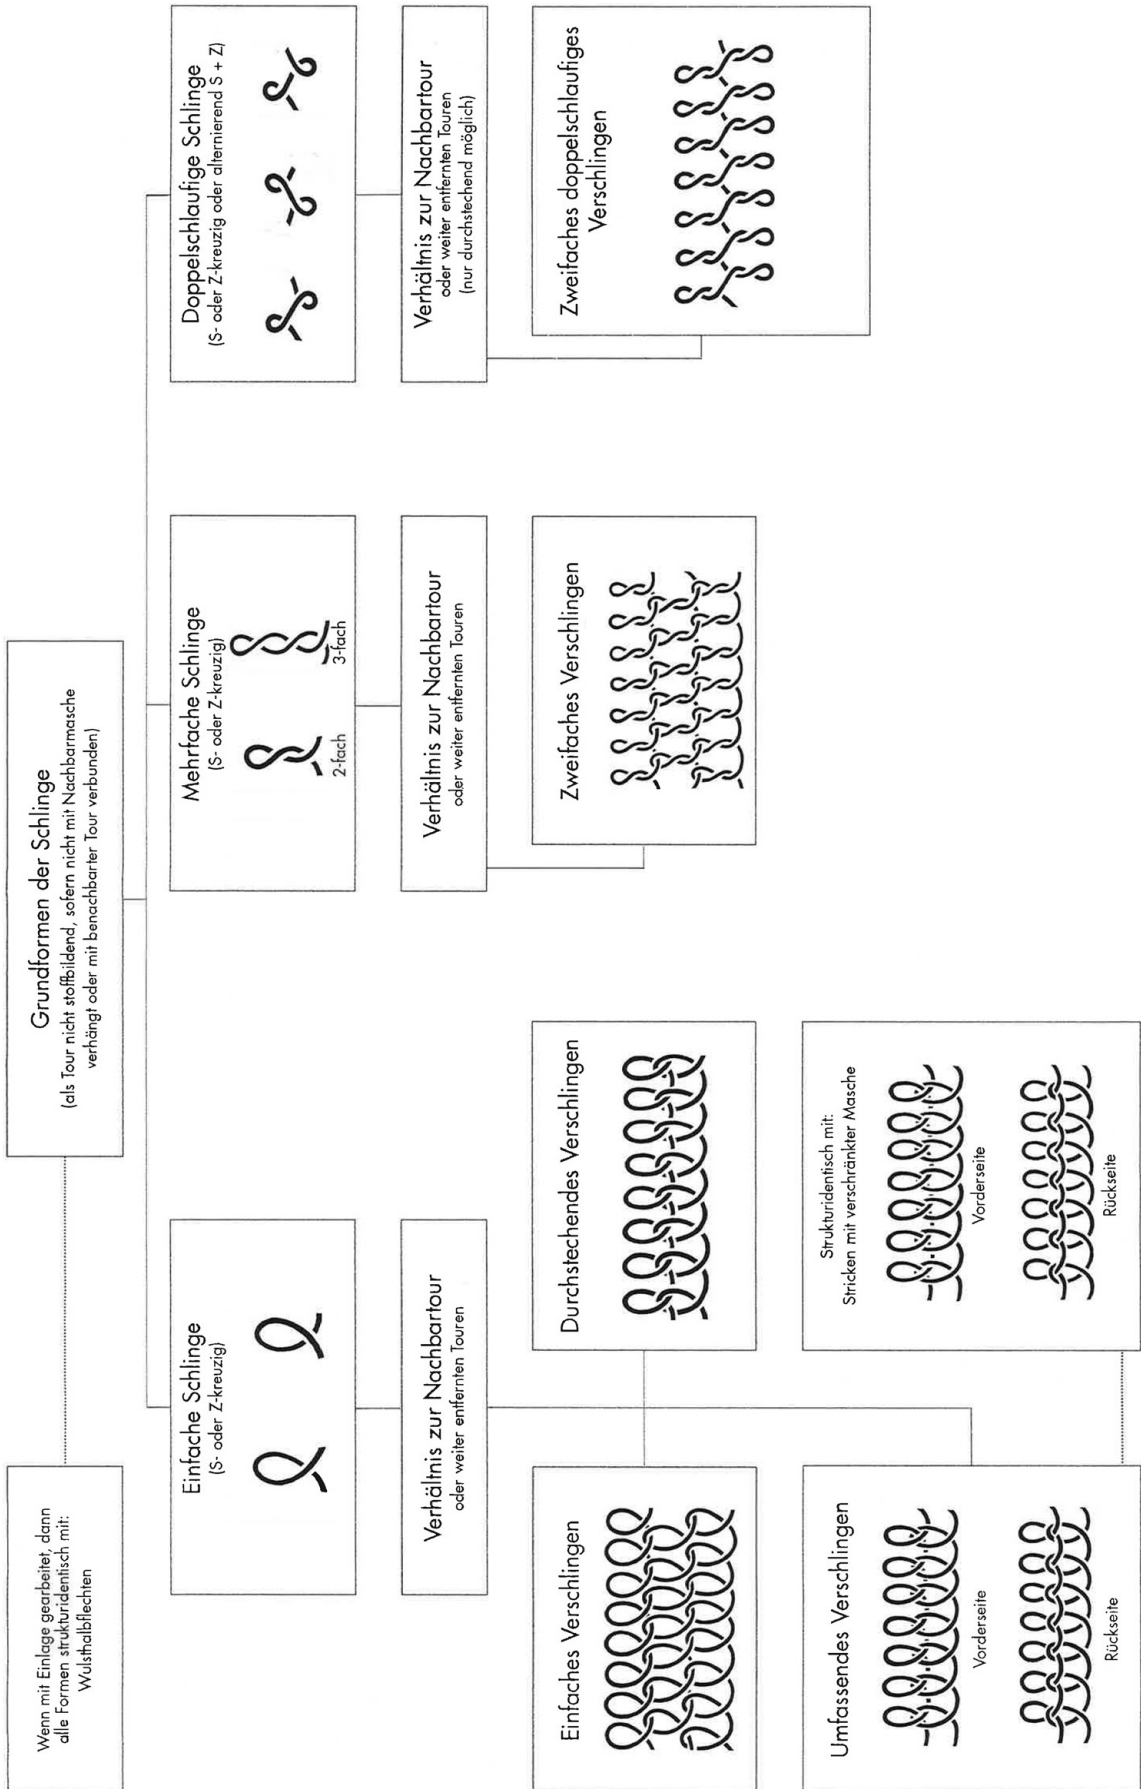 Grundformen der Schlinge
(als Tour nicht stoffbildend, sofern nicht mit Nachbarmasche
verhängt oder mit benachbarter Tour verbunden)
Wenn mit Einlage gearbeitet, dann
alle Formen strukturidentisch mit:
Wulsthalbflechten
Einfache Schlinge
(S- oder Z-kreuzig)
Mehrfache Schlinge
(S- oder Z-kreuzig)
2-fach
3-fach
Doppelschlaufige Schlinge
(S- oder Z-kreuzig oder alternierend S + Z)
Verhältnis zur Nachbartour
oder weiter entfernten Touren
Verhältnis zur Nachbartour
oder weiter entfernten Touren
Verhältnis zur Nachbartour
oder weiter entfernten Touren
(nur durchstechend möglich)
Einfaches Verschlingen
Durchstechendes Verschlingen
Zweifaches Verschlingen
Zweifaches doppelschlaufiges
Verschlingen
Umfassendes Verschlingen
Vorderseite
Rückseite
Strukturidentisch mit:
Stricken mit verschränkter Masche
Vorderseite
Rückseite